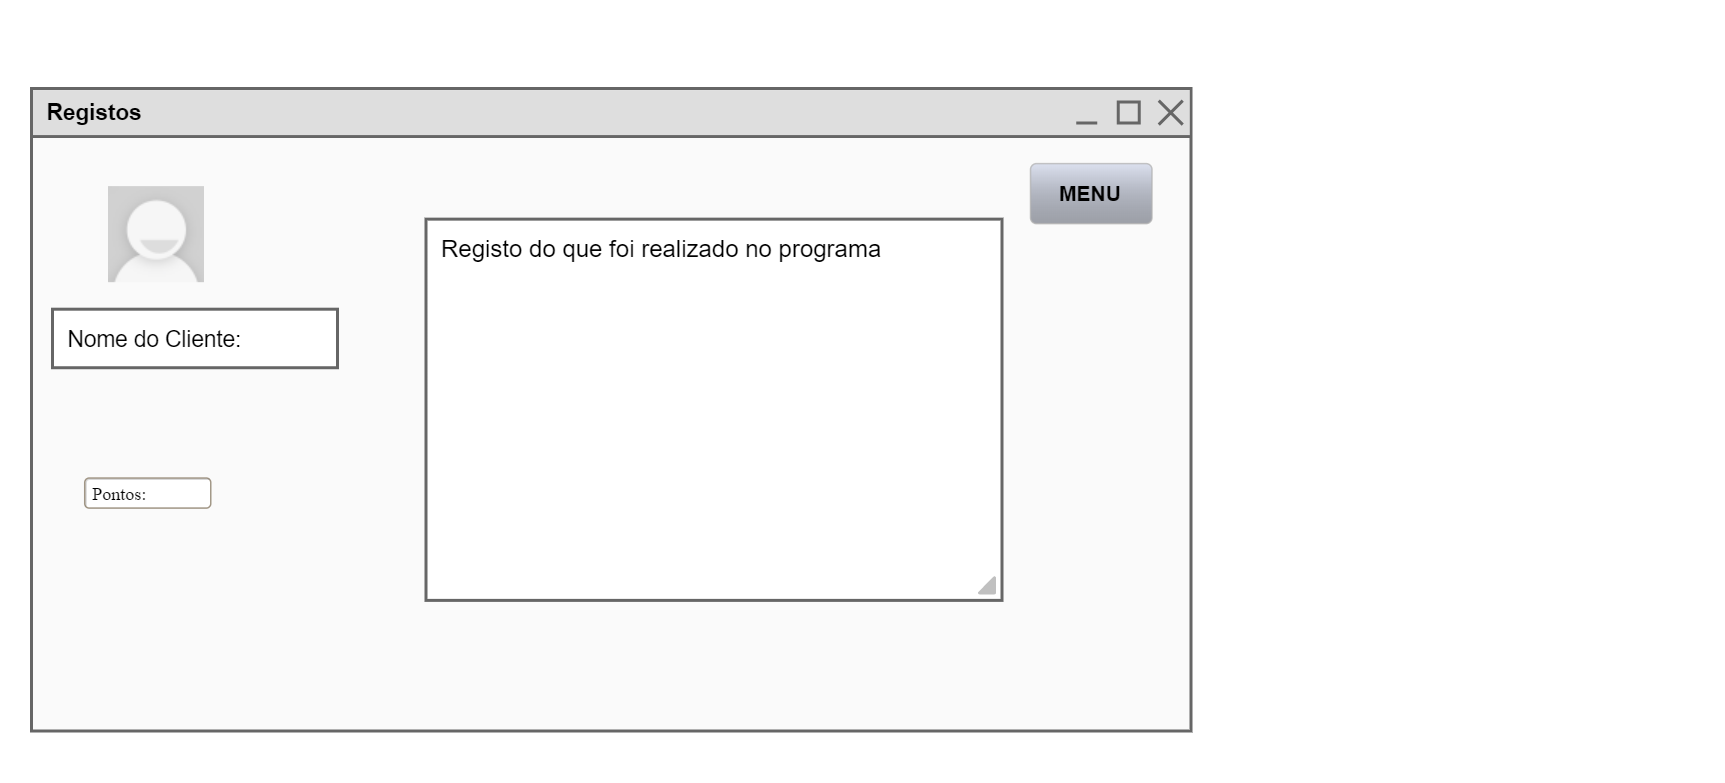 Registos
MENU
Registo do que foi realizado no programa
Nome do Cliente:
Pontos: